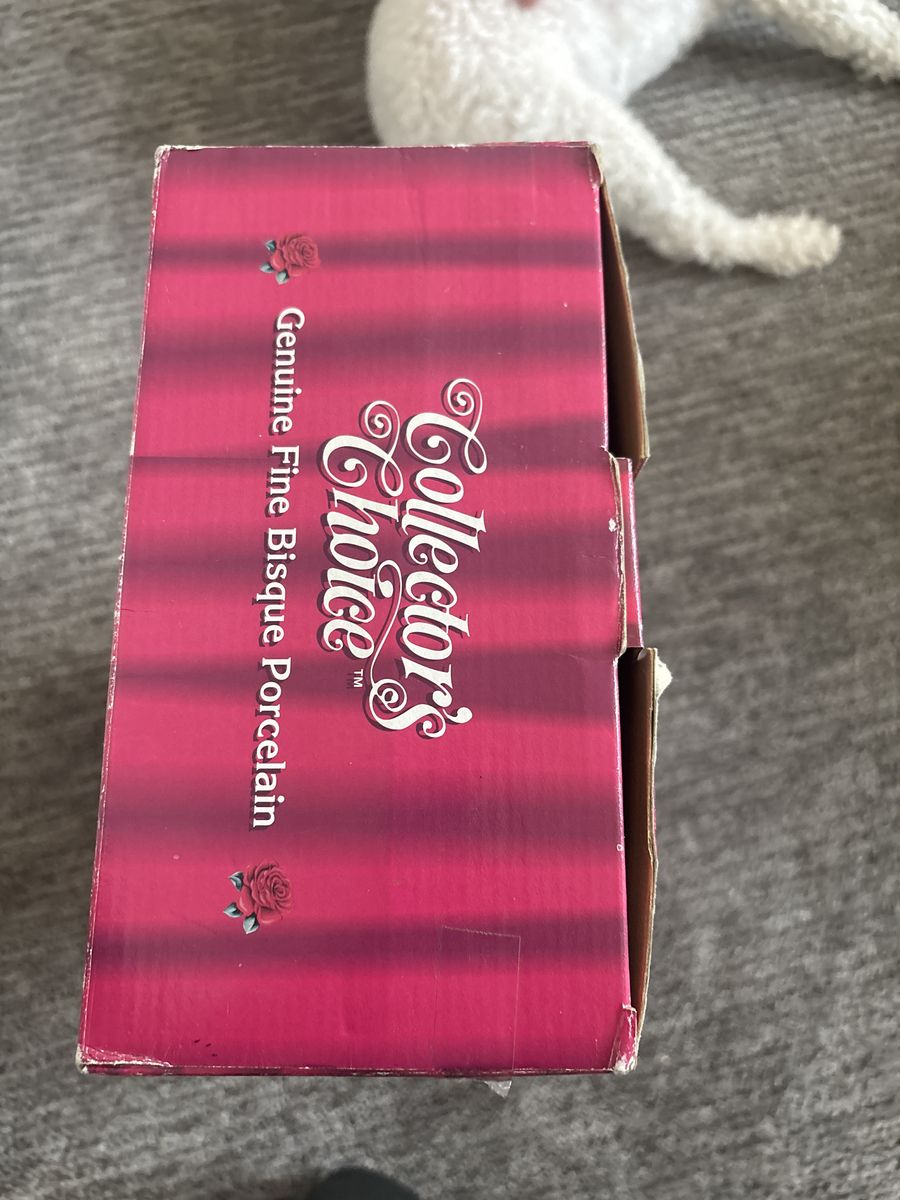 Collector's
Choice™
Genuine Fine Bisque Porcelain